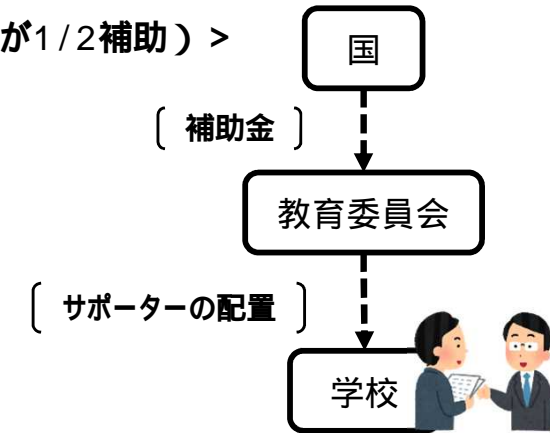 が1/2補助）>
国
〔 補助金 〕
教育委員会
〔 サポーターの配置 〕
学校